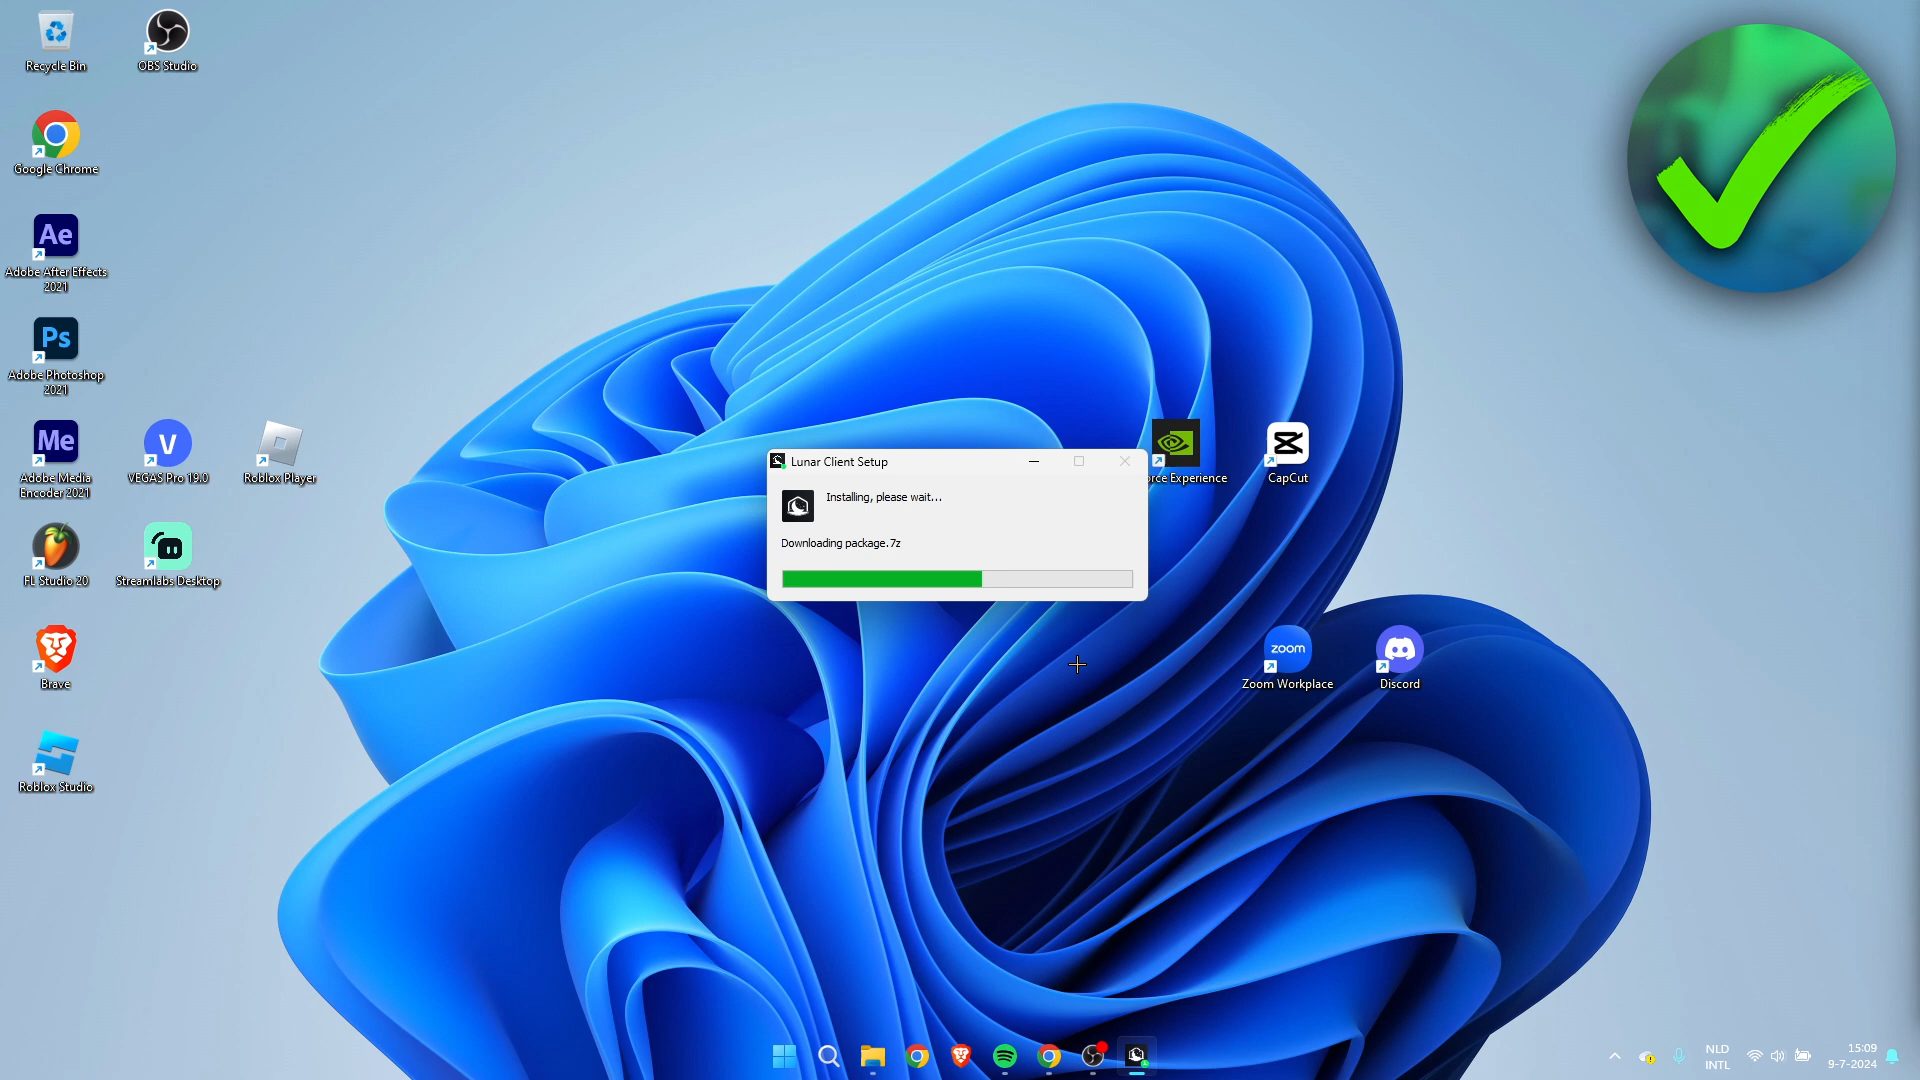 Recycle Bin
OBS Studio
Google Chrome
Ae
Adobe After Effects
2021
Ps
Adobe Photoshop
2021
Me
Adobe Media
Encoder 2021
V
VEGAS Pro 19.0
Roblox Player
FL Studio 20
Streamlabs Desktop
Brave
Roblox Studio
Lunar Client Setup
Installing, please wait...
Downloading package.7z
rce Experience
CapCut
zoom
Zoom Workplace
Discord
NLD
INTL
15:09
9-7-2024